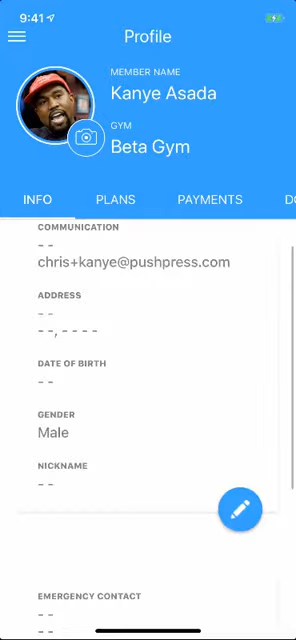 9:41
Profile
MEMBER NAME
Kanye Asada
GYM
Beta Gym
INFO PLANS PAYMENTS DO
COMMUNICATION
- -
chris+kanye@pushpress.com
ADDRESS
- -
- -, - - - -
DATE OF BIRTH
- -
GENDER
Male
NICKNAME
- -
EMERGENCY CONTACT
- -
- -